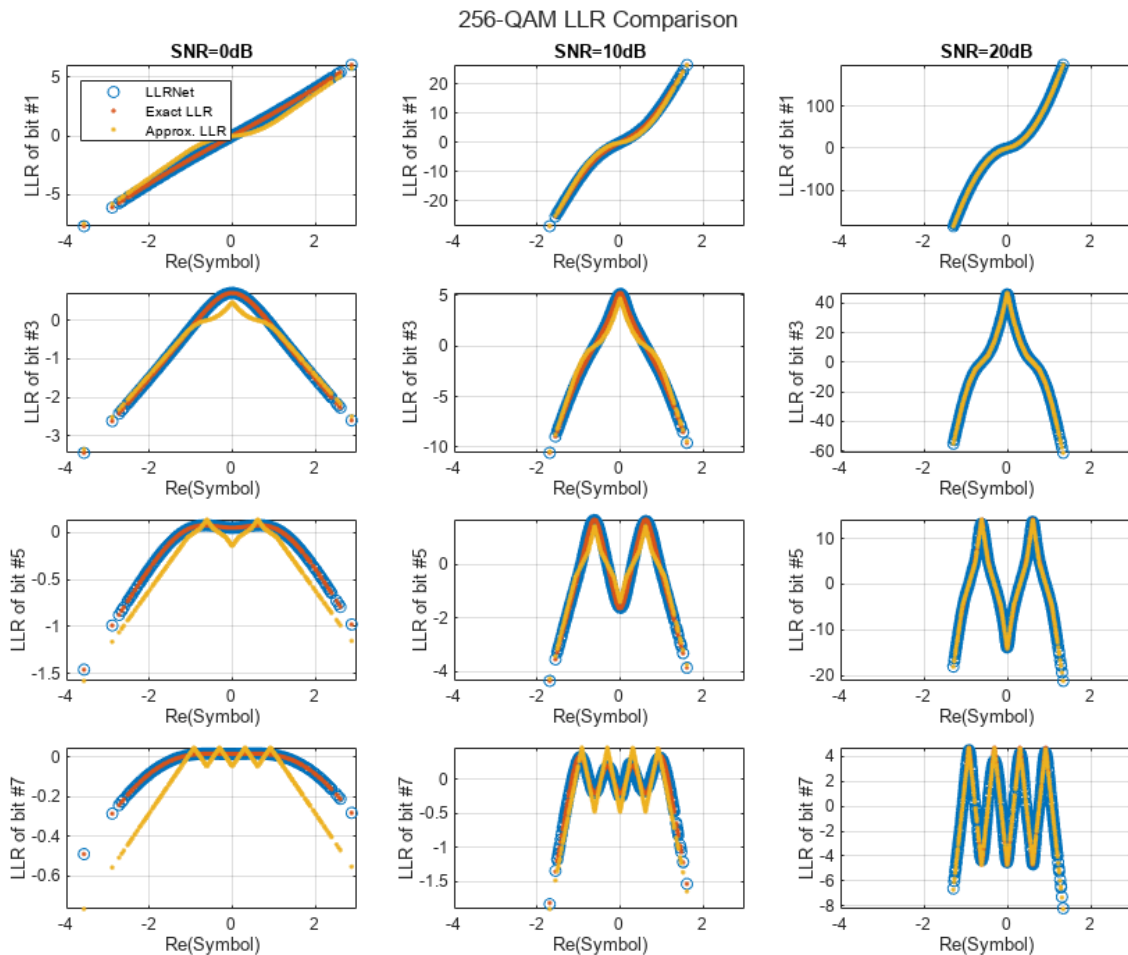 256-QAM LLR Comparison
SNR=0dB
SNR=10dB
SNR=20dB
LLRNet
Exact LLR
Approx. LLR
LLR of bit #1
5
0
-5
-4 -2 0 2
Re(Symbol)
LLR of bit #1
20
10
0
-10
-20
-4 -2 0 2
Re(Symbol)
LLR of bit #1
100
0
-100
-4 -2 0 2
Re(Symbol)
LLR of bit #3
0
-1
-2
-3
-4 -2 0 2
Re(Symbol)
LLR of bit #3
5
0
-5
-10
-4 -2 0 2
Re(Symbol)
LLR of bit #3
40
20
0
-20
-40
-60
-4 -2 0 2
Re(Symbol)
LLR of bit #5
0
-0.5
-1
-1.5
-4 -2 0 2
Re(Symbol)
LLR of bit #5
0
-2
-4
-4 -2 0 2
Re(Symbol)
LLR of bit #5
10
0
-10
-20
-4 -2 0 2
Re(Symbol)
LLR of bit #7
0
-0.2
-0.4
-0.6
-4 -2 0 2
Re(Symbol)
LLR of bit #7
0
-0.5
-1
-1.5
-4 -2 0 2
Re(Symbol)
LLR of bit #7
4
2
0
-2
-4
-6
-8
-4 -2 0 2
Re(Symbol)